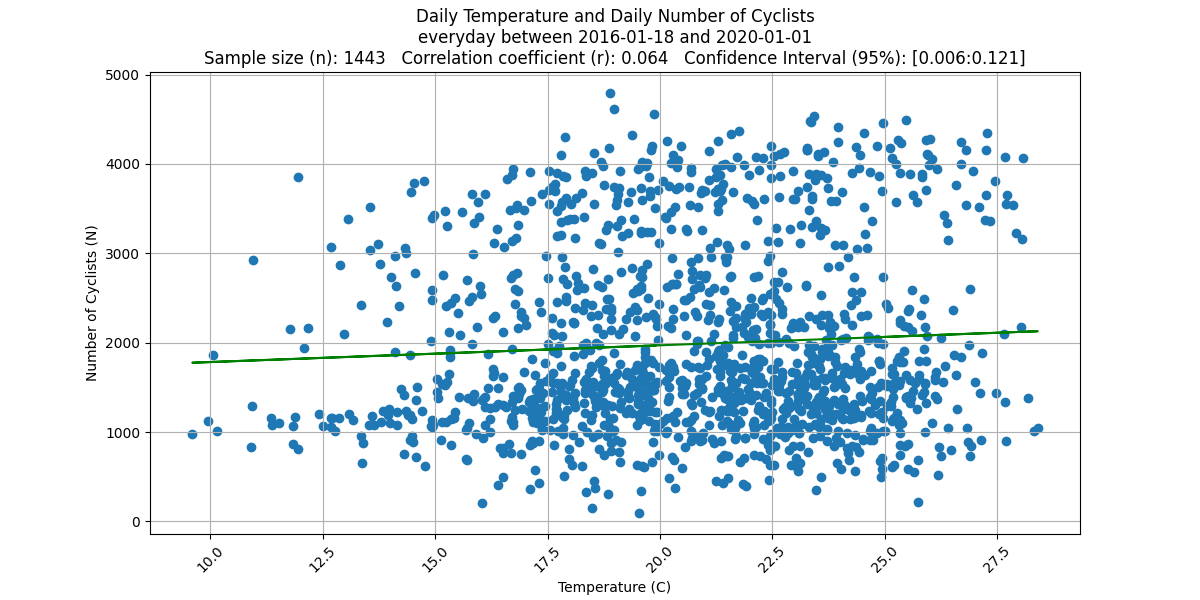 Daily Temperature and Daily Number of Cyclists
everyday between 2016-01-18 and 2020-01-01
Sample size (n): 1443   Correlation coefficient (r): 0.064   Confidence Interval (95%): [0.006:0.121]
5000
4000
3000
2000
1000
0
Number of Cyclists (N)
10.0
12.5
15.0
17.5
20.0
22.5
25.0
27.5
Temperature (C)